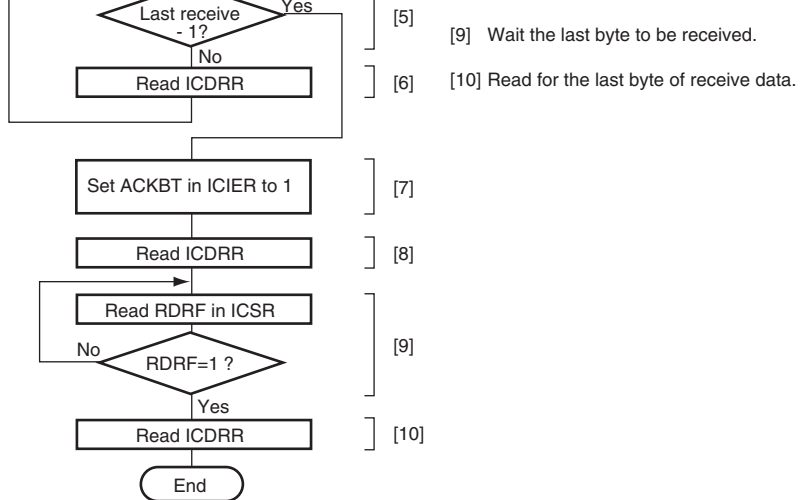 Last receive
- 1?
Yes
[5]
[9] Wait the last byte to be received.
No
Read ICDRR
[6]
[10] Read for the last byte of receive data.
Set ACKBT in ICIER to 1
[7]
Read ICDRR
[8]
Read RDRF in ICSR
[9]
No
RDRF=1 ?
Yes
Read ICDRR
[10]
End